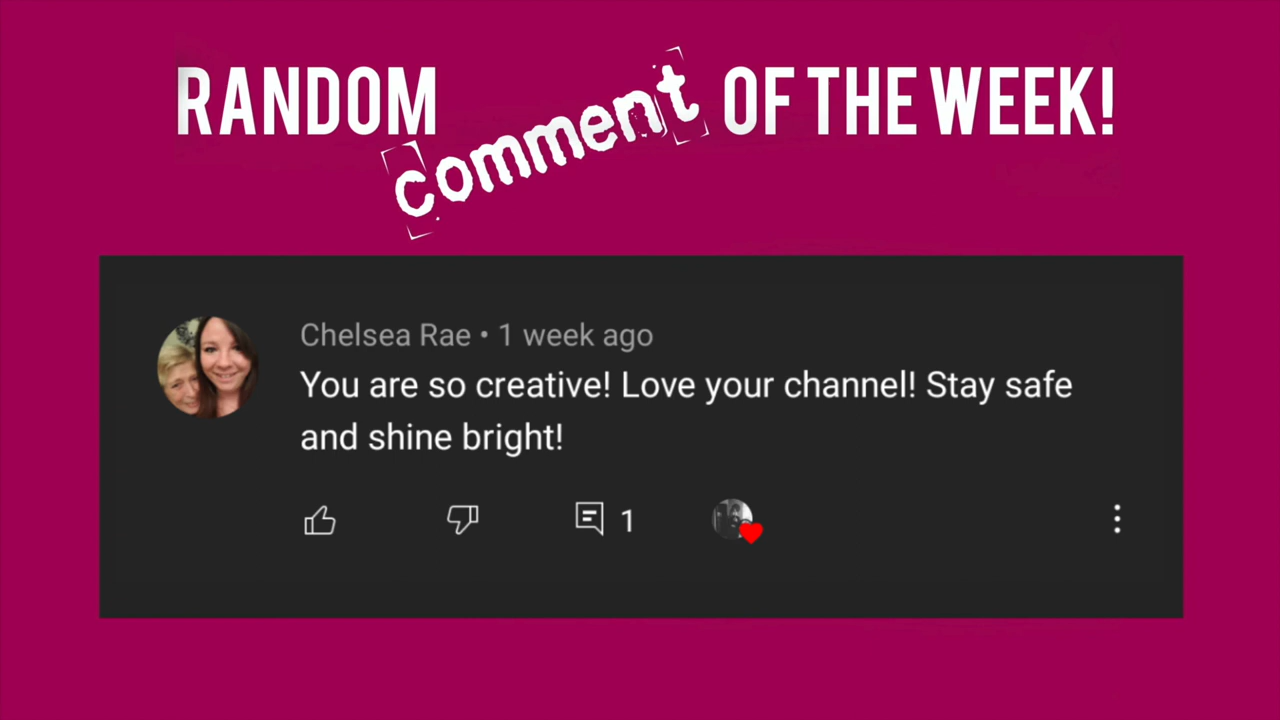 RANDOM comment OF THE WEEK!
Chelsea Rae • 1 week ago
You are so creative! Love your channel! Stay safe
and shine bright!
1